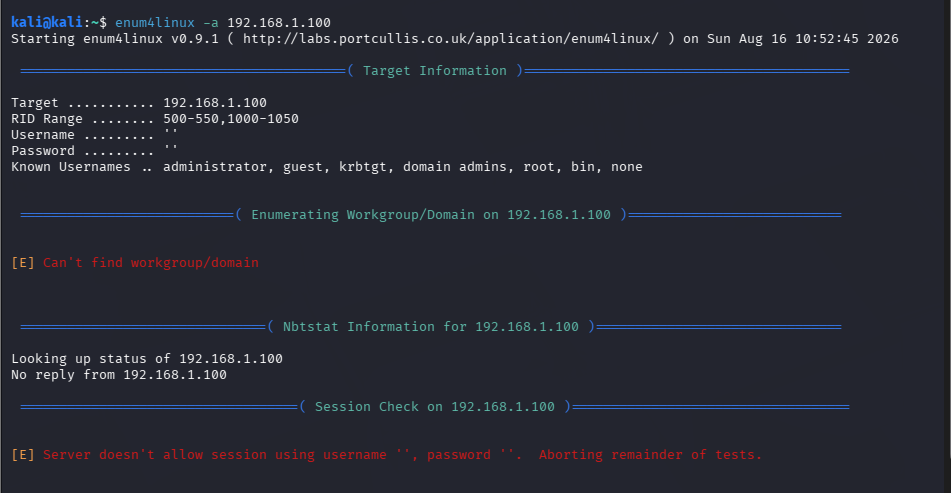 kali@kali:~$ enum4linux -a 192.168.1.100
Starting enum4linux v0.9.1 ( http://labs.portcullis.co.uk/application/enum4linux/ ) on Sun Aug 16 10:52:45 2026
=========================================( Target Information )=========================================
Target ........... 192.168.1.100
RID Range ........ 500-550,1000-1050
Username ......... ''
Password ......... ''
Known Usernames .. administrator, guest, krbtgt, domain admins, root, bin, none
===========================( Enumerating Workgroup/Domain on 192.168.1.100 )===========================
[E] Can't find workgroup/domain
===============================( Nbtstat Information for 192.168.1.100 )===============================
Looking up status of 192.168.1.100
No reply from 192.168.1.100
===================================( Session Check on 192.168.1.100 )===================================
[E] Server doesn't allow session using username '', password ''.  Aborting remainder of tests.